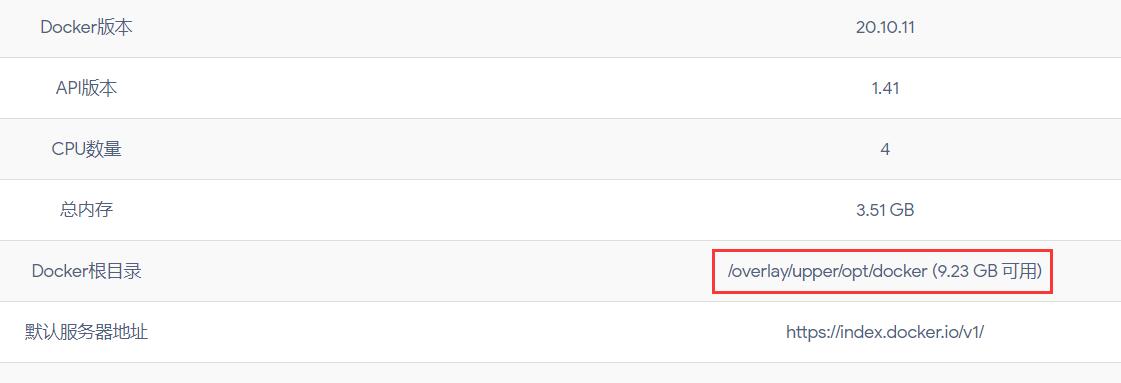 Docker版本 20.10.11
API版本 1.41
CPU数量 4
总内存 3.51 GB
Docker根目录 /overlay/upper/opt/docker (9.23 GB 可用)
默认服务器地址 https://index.docker.io/v1/